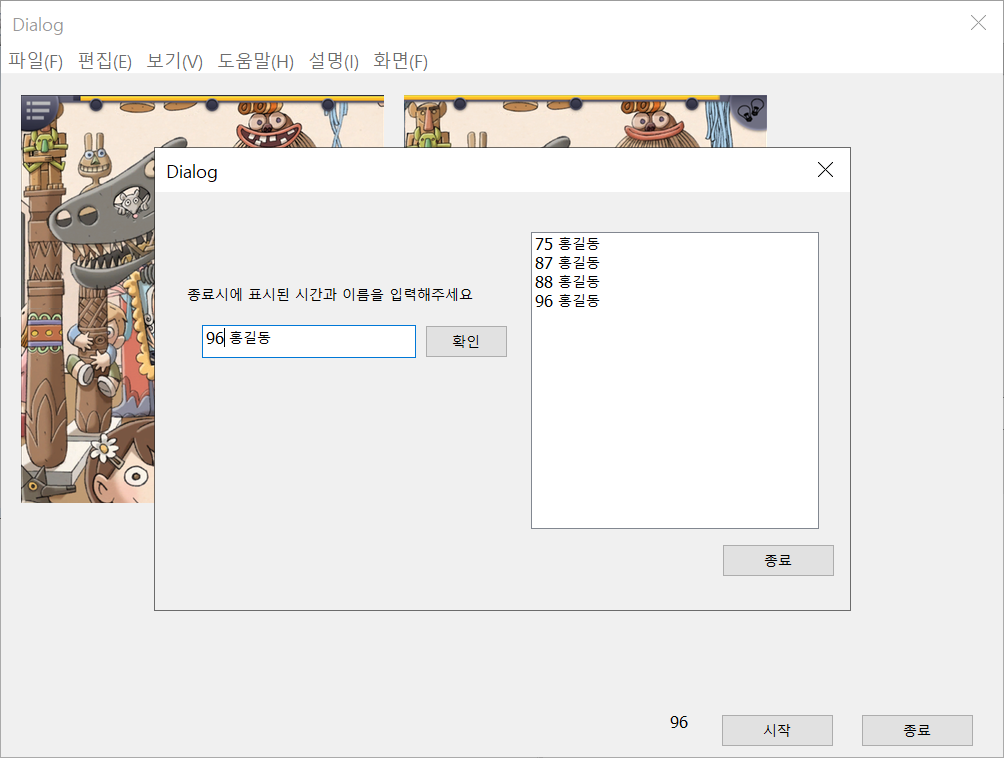 Dialog
파일(F) 편집(E) 보기(V) 도움말(H) 설명(I) 화면(F)
Dialog
종료시에 표시된 시간과 이름을 입력해주세요
96 홍길동
확인
75 홍길동
87 홍길동
88 홍길동
96 홍길동
종료
96
시작
종료